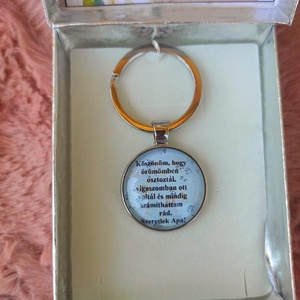 Köszönöm, hogy
örömömben
osztoztál,
vigaszomban ott
voltál és mindig
számíthattam
rád.
Szeretlek Apa!